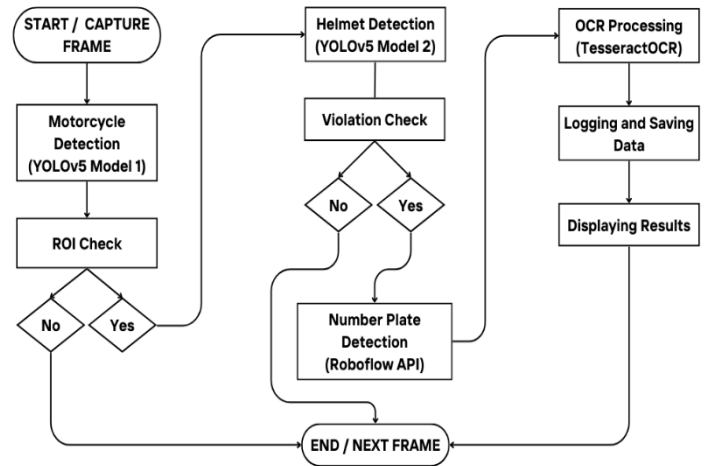 START / CAPTURE
FRAME
Motorcycle
Detection
(YOLOv5 Model 1)
ROI Check
No
Yes
Helmet Detection
(YOLOv5 Model 2)
Violation Check
No
Yes
Number Plate
Detection
(Roboflow API)
OCR Processing
(TesseractOCR)
Logging and Saving
Data
Displaying Results
END / NEXT FRAME